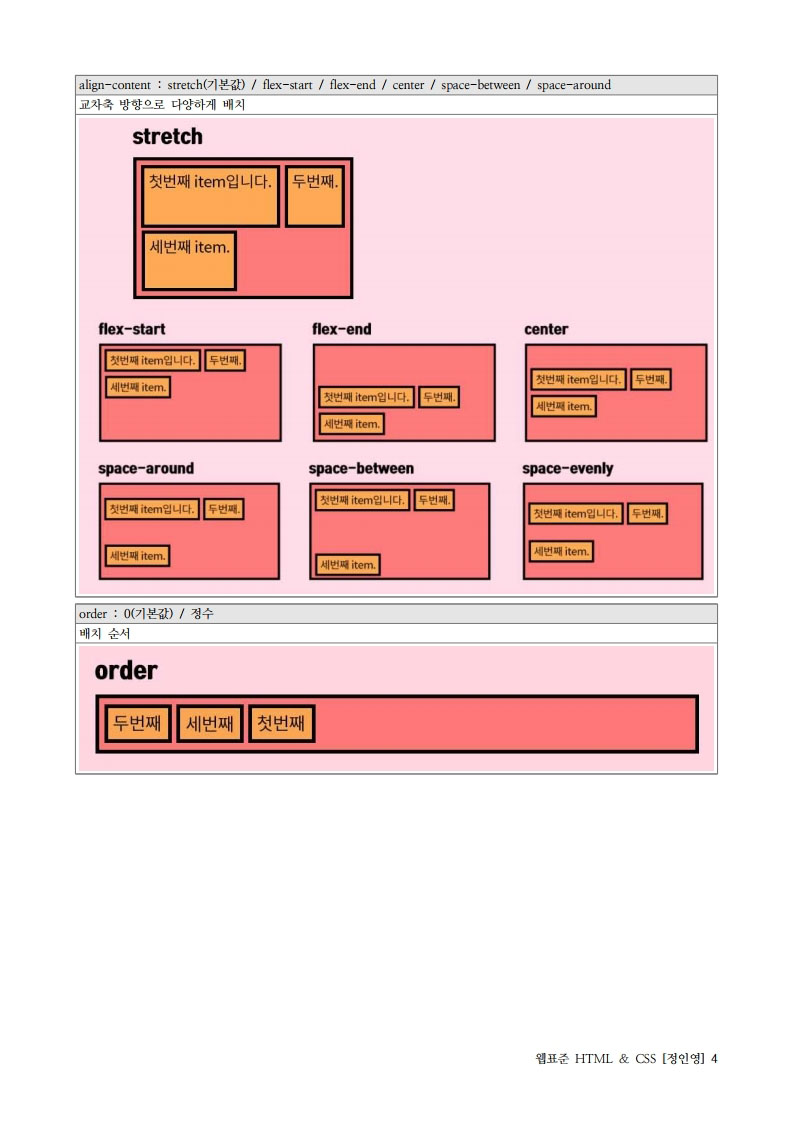 align-content : stretch(기본값) / flex-start / flex-end / center / space-between / space-around
교차축 방향으로 다양하게 배치
stretch
첫번째 item입니다. 두번째.
세번째 item.
flex-start flex-end center
첫번째 item입니다. 두번째. 첫번째 item입니다. 두번째. 첫번째 item입니다. 두번째.
세번째 item. 세번째 item. 세번째 item.
space-around space-between space-evenly
첫번째 item입니다. 두번째. 첫번째 item입니다. 두번째. 첫번째 item입니다. 두번째.
세번째 item. 세번째 item. 세번째 item.
order : 0(기본값) / 정수
배치 순서
order
두번째 세번째 첫번째
웹표준 HTML & CSS [정인영] 4